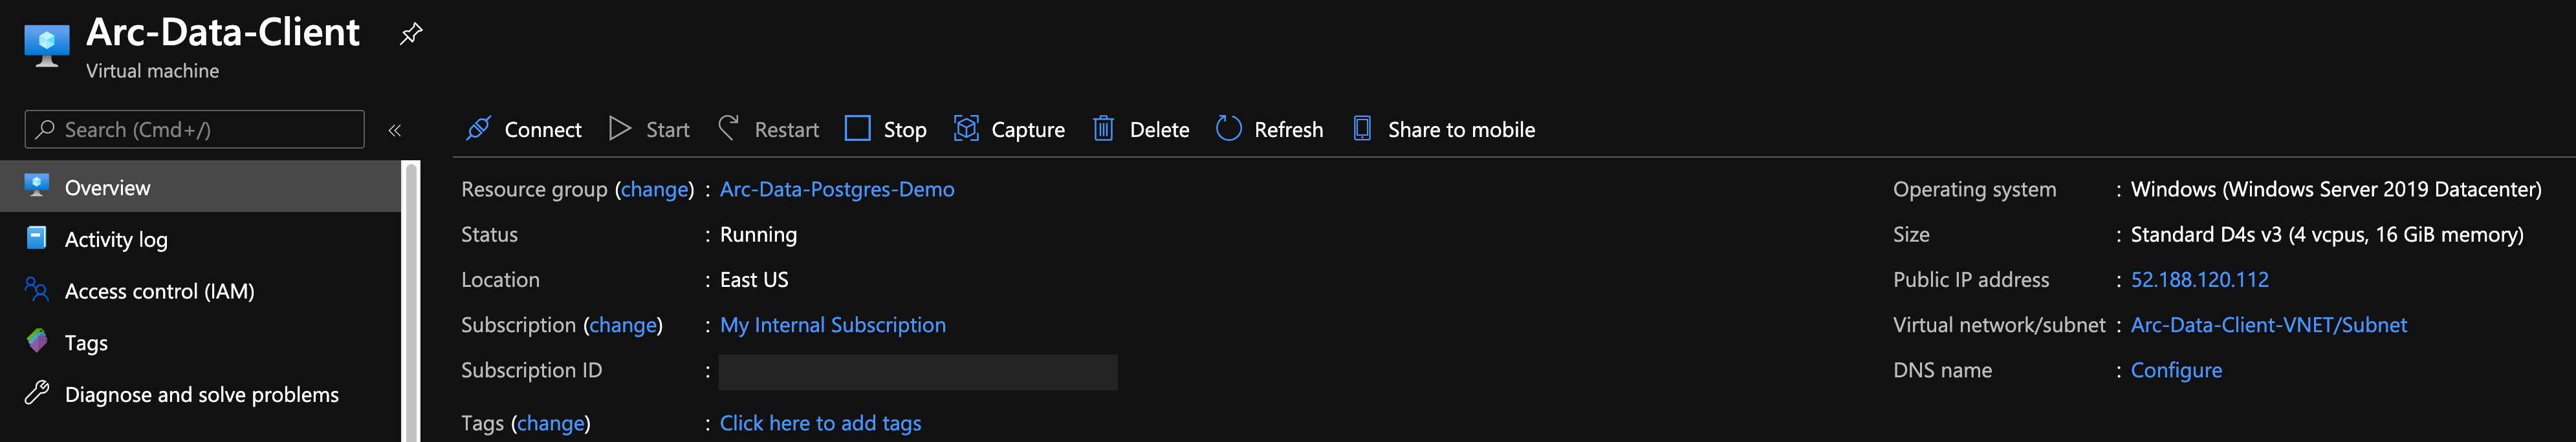 Arc-Data-Client
Virtual machine
Search (Cmd+/)
«
Connect Start Restart Stop Capture Delete Refresh Share to mobile
Overview
Activity log
Access control (IAM)
Tags
Diagnose and solve problems
Resource group (change) : Arc-Data-Postgres-Demo
Status : Running
Location : East US
Subscription (change) : My Internal Subscription
Subscription ID :
Tags (change) : Click here to add tags
Operating system : Windows (Windows Server 2019 Datacenter)
Size : Standard D4s v3 (4 vcpus, 16 GiB memory)
Public IP address : 52.188.120.112
Virtual network/subnet : Arc-Data-Client-VNET/Subnet
DNS name : Configure